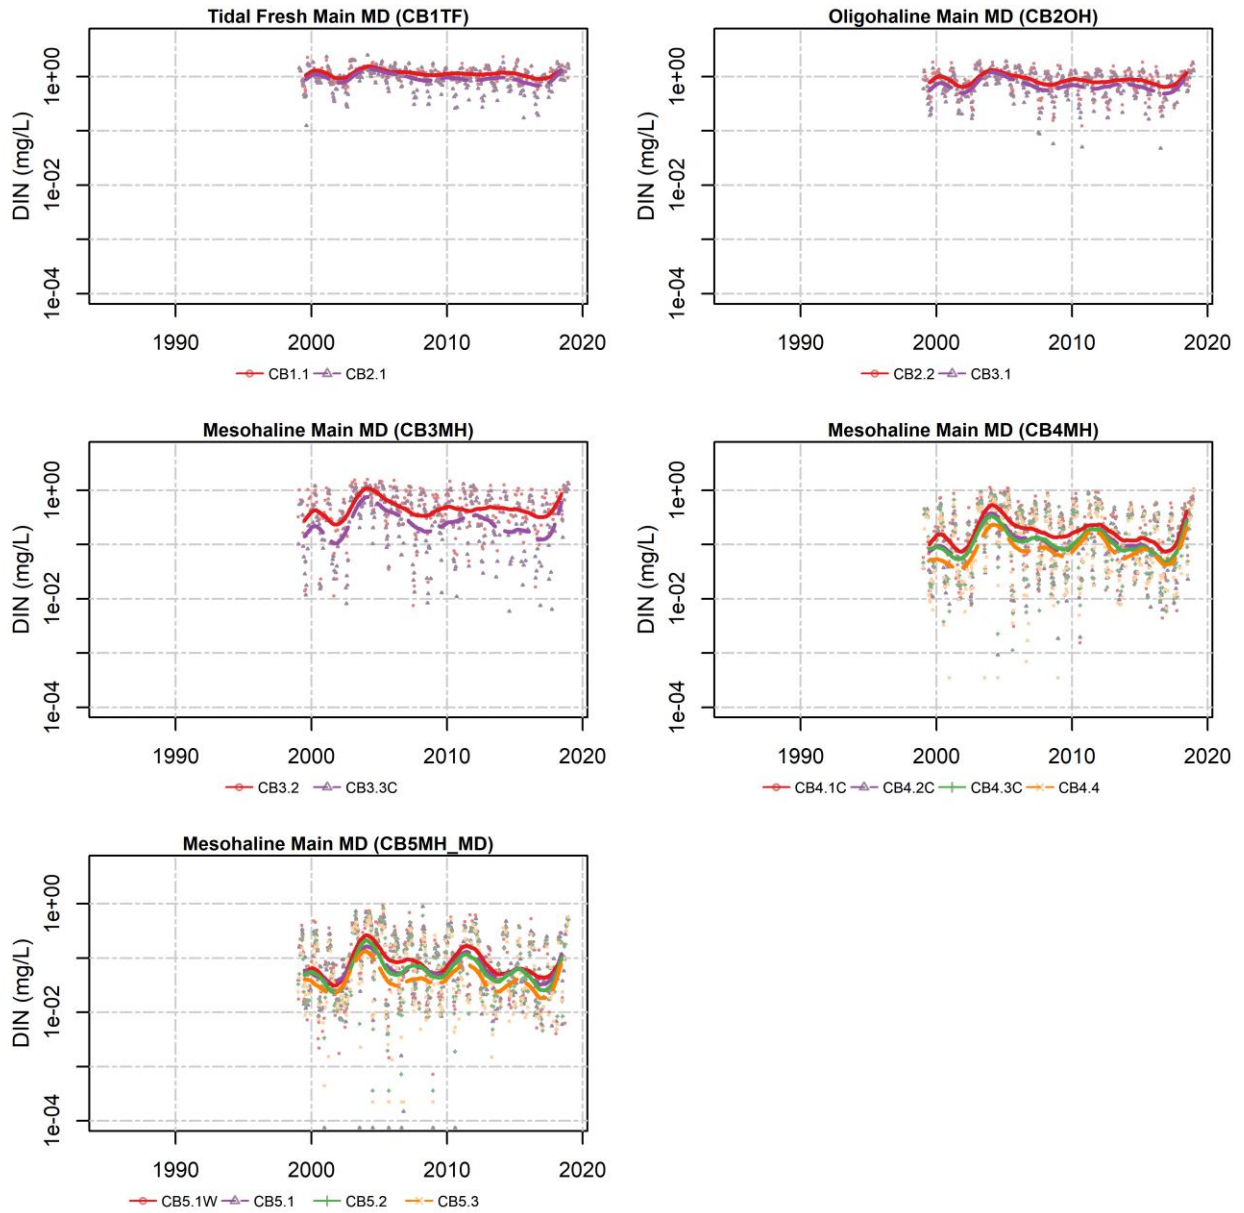 Tidal Fresh Main MD (CB1TF)
DIN (mg/L)
1e+00
1e-02
1e-04
1990 2000 2010 2020
CB1.1 CB2.1
Oligohaline Main MD (CB2OH)
DIN (mg/L)
1e+00
1e-02
1e-04
1990 2000 2010 2020
CB2.2 CB3.1
Mesohaline Main MD (CB3MH)
DIN (mg/L)
1e+00
1e-02
1e-04
1990 2000 2010 2020
CB3.2 CB3.3C
Mesohaline Main MD (CB4MH)
DIN (mg/L)
1e+00
1e-02
1e-04
1990 2000 2010 2020
CB4.1C CB4.2C CB4.3C CB4.4
Mesohaline Main MD (CB5MH_MD)
DIN (mg/L)
1e+00
1e-02
1e-04
1990 2000 2010 2020
CB5.1W CB5.1 CB5.2 CB5.3